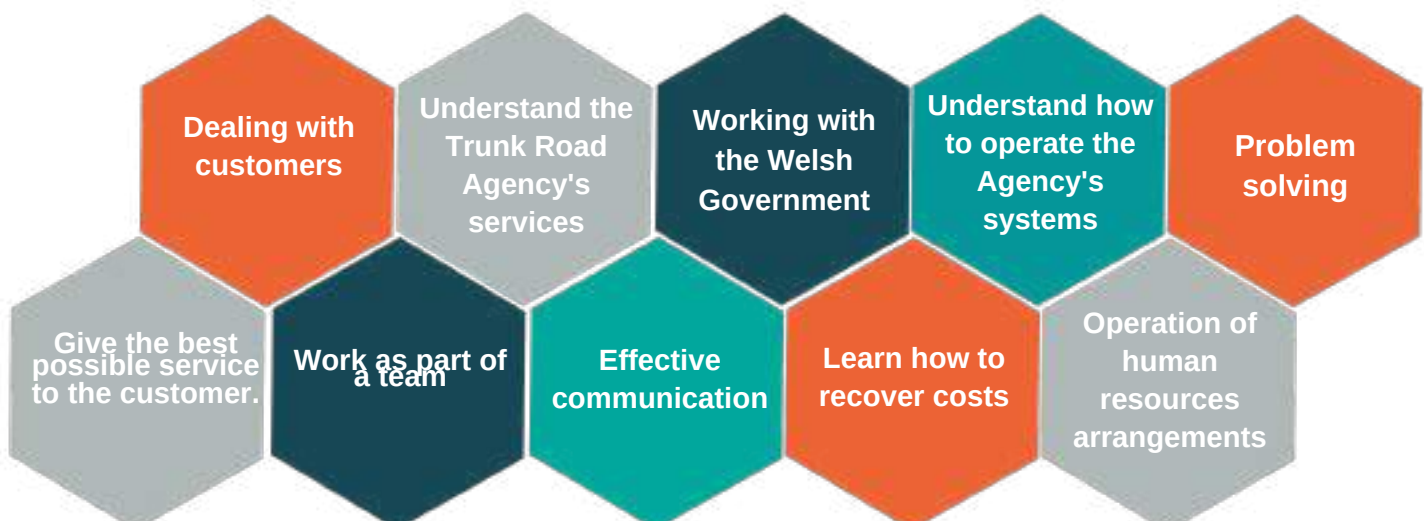 Dealing with
customers
Understand the
Trunk Road
Agency's
services
Working with
the Welsh
Government
Understand how
to operate the
Agency's
systems
Problem
solving
Give the best
possible service
to the customer.
Work as part of
a team
Effective
communication
Learn how to
recover costs
Operation of
human
resources
arrangements